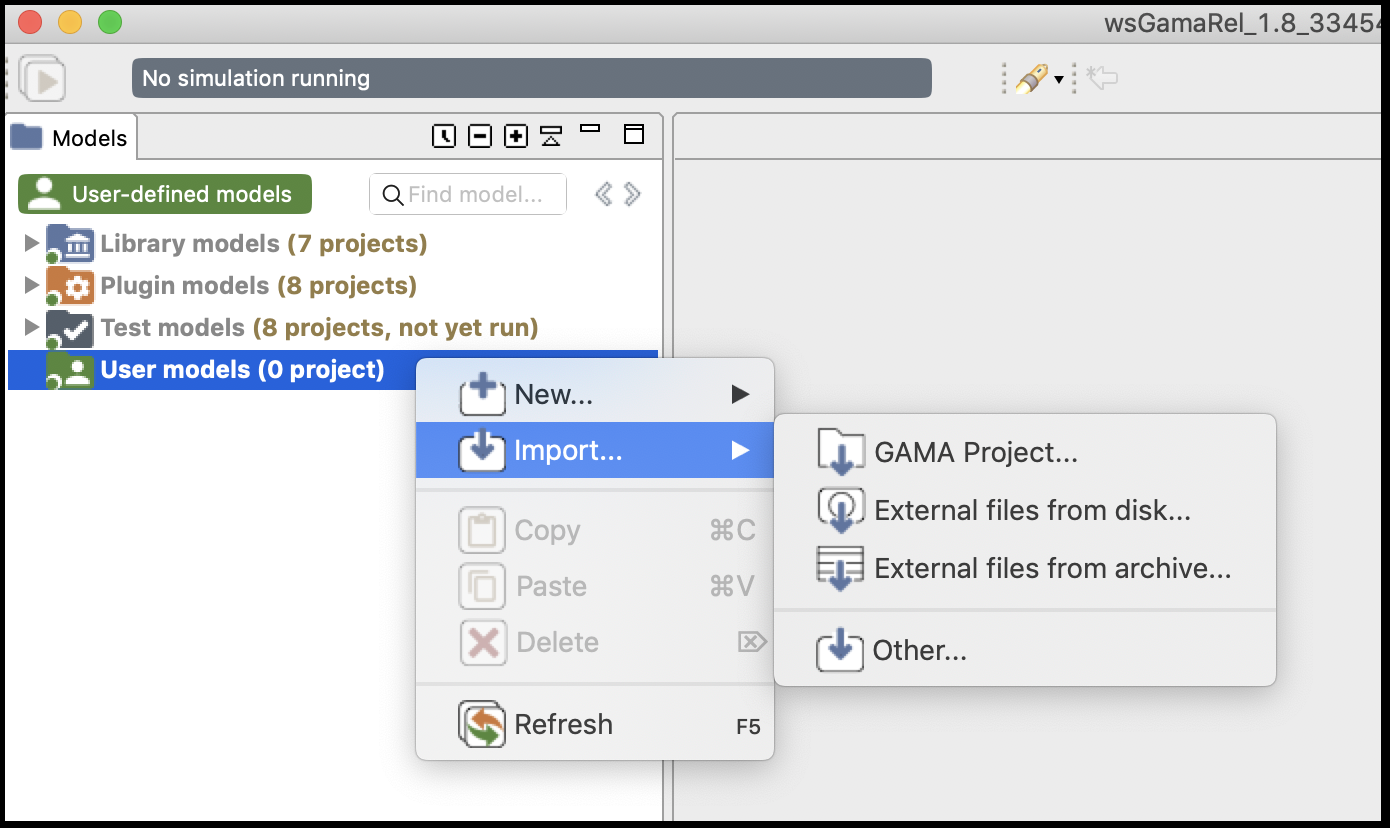 wsGamaRel_1.8_33454
No simulation running
Models
User-defined models
Find model...
Library models (7 projects)
Plugin models (8 projects)
Test models (8 projects, not yet run)
User models (0 project)
New...
Import...
Copy ⌘C
Paste ⌘V
Delete ⌦
Refresh F5
GAMA Project...
External files from disk...
External files from archive...
Other...